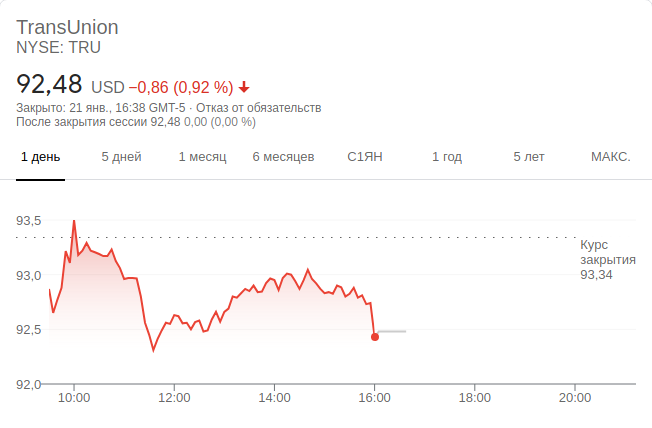 TransUnion
NYSE: TRU
92,48 USD −0,86 (0,92 %)
Закрыто: 21 янв., 16:38 GMT-5 · Отказ от обязательств
После закрытия сессии 92,48 0,00 (0,00 %)
1 день 5 дней 1 месяц 6 месяцев С1ЯН 1 год 5 лет МАКС.
93,5
Курс
закрытия
93,34
93,0
92,5
92,0
10:00 12:00 14:00 16:00 18:00 20:00